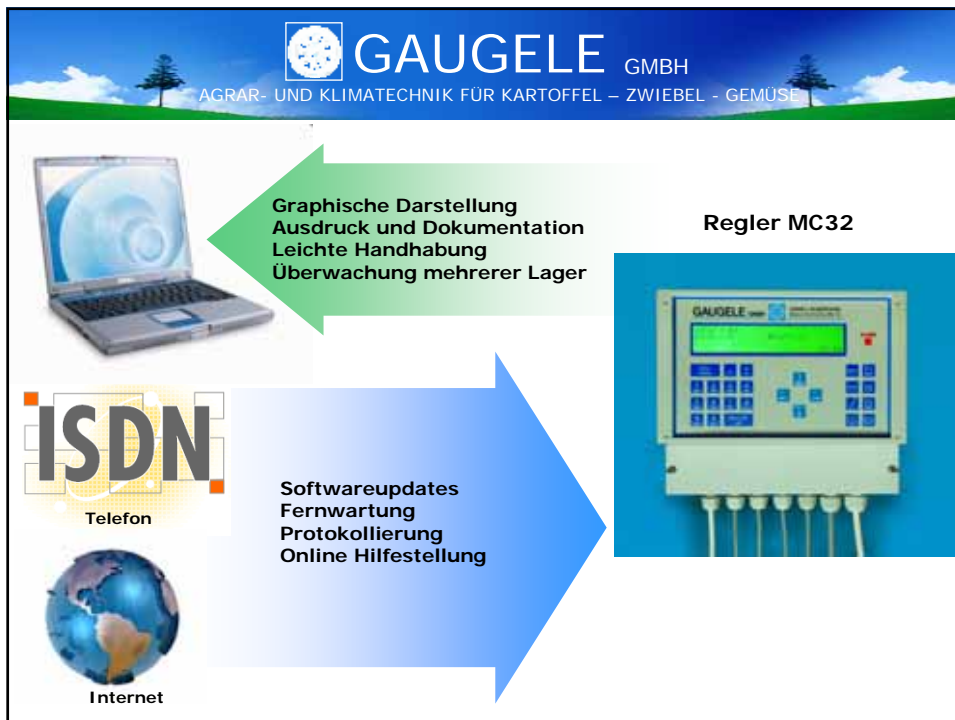 GAUGELE GMBH
AGRAR- UND KLIMATECHNIK FÜR KARTOFFEL – ZWIEBEL - GEMÜSE
Graphische Darstellung
Ausdruck und Dokumentation
Leichte Handhabung
Überwachung mehrerer Lager
Regler MC32
GAUGELE
ISDN
Telefon
Softwareupdates
Fernwartung
Protokollierung
Online Hilfestellung
Internet